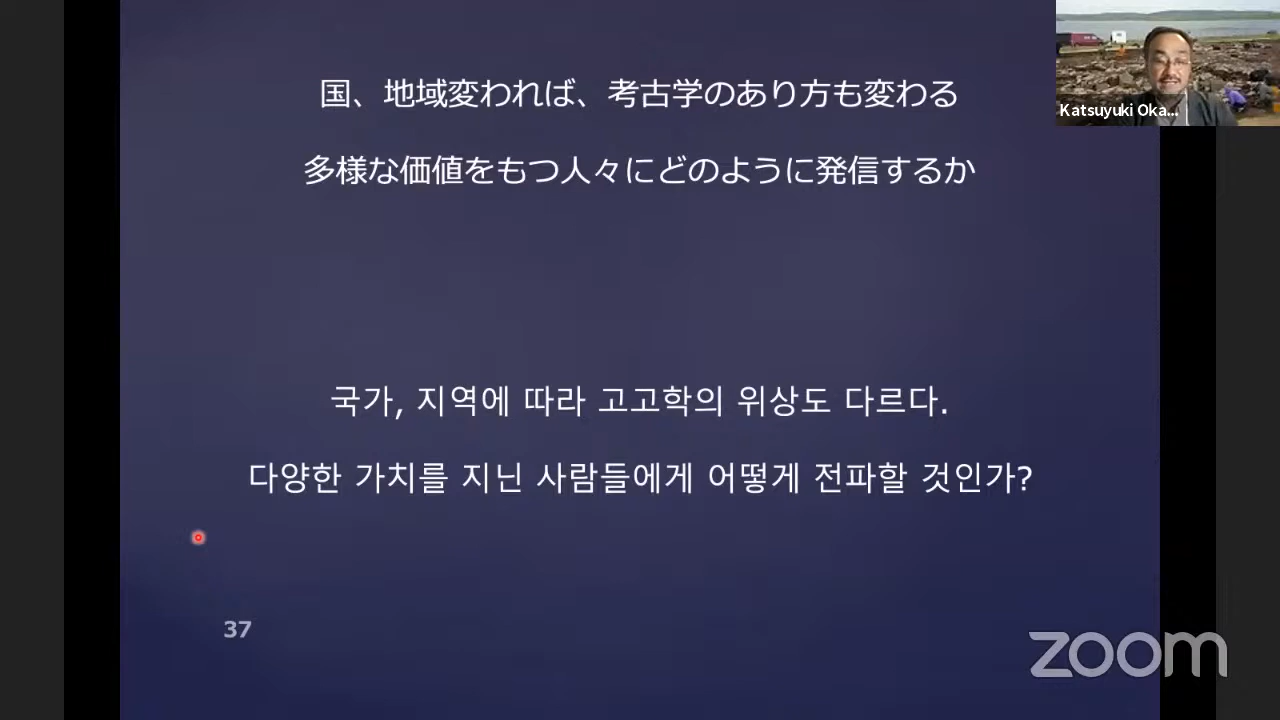 国、地域変われば、考古学のあり方も変わる
多様な価値をもつ人々にどのように発信するか
국가, 지역에 따라 고고학의 위상도 다르다.
다양한 가치를 지닌 사람들에게 어떻게 전파할 것인가?
37
Katsuyuki Oka...
zoom